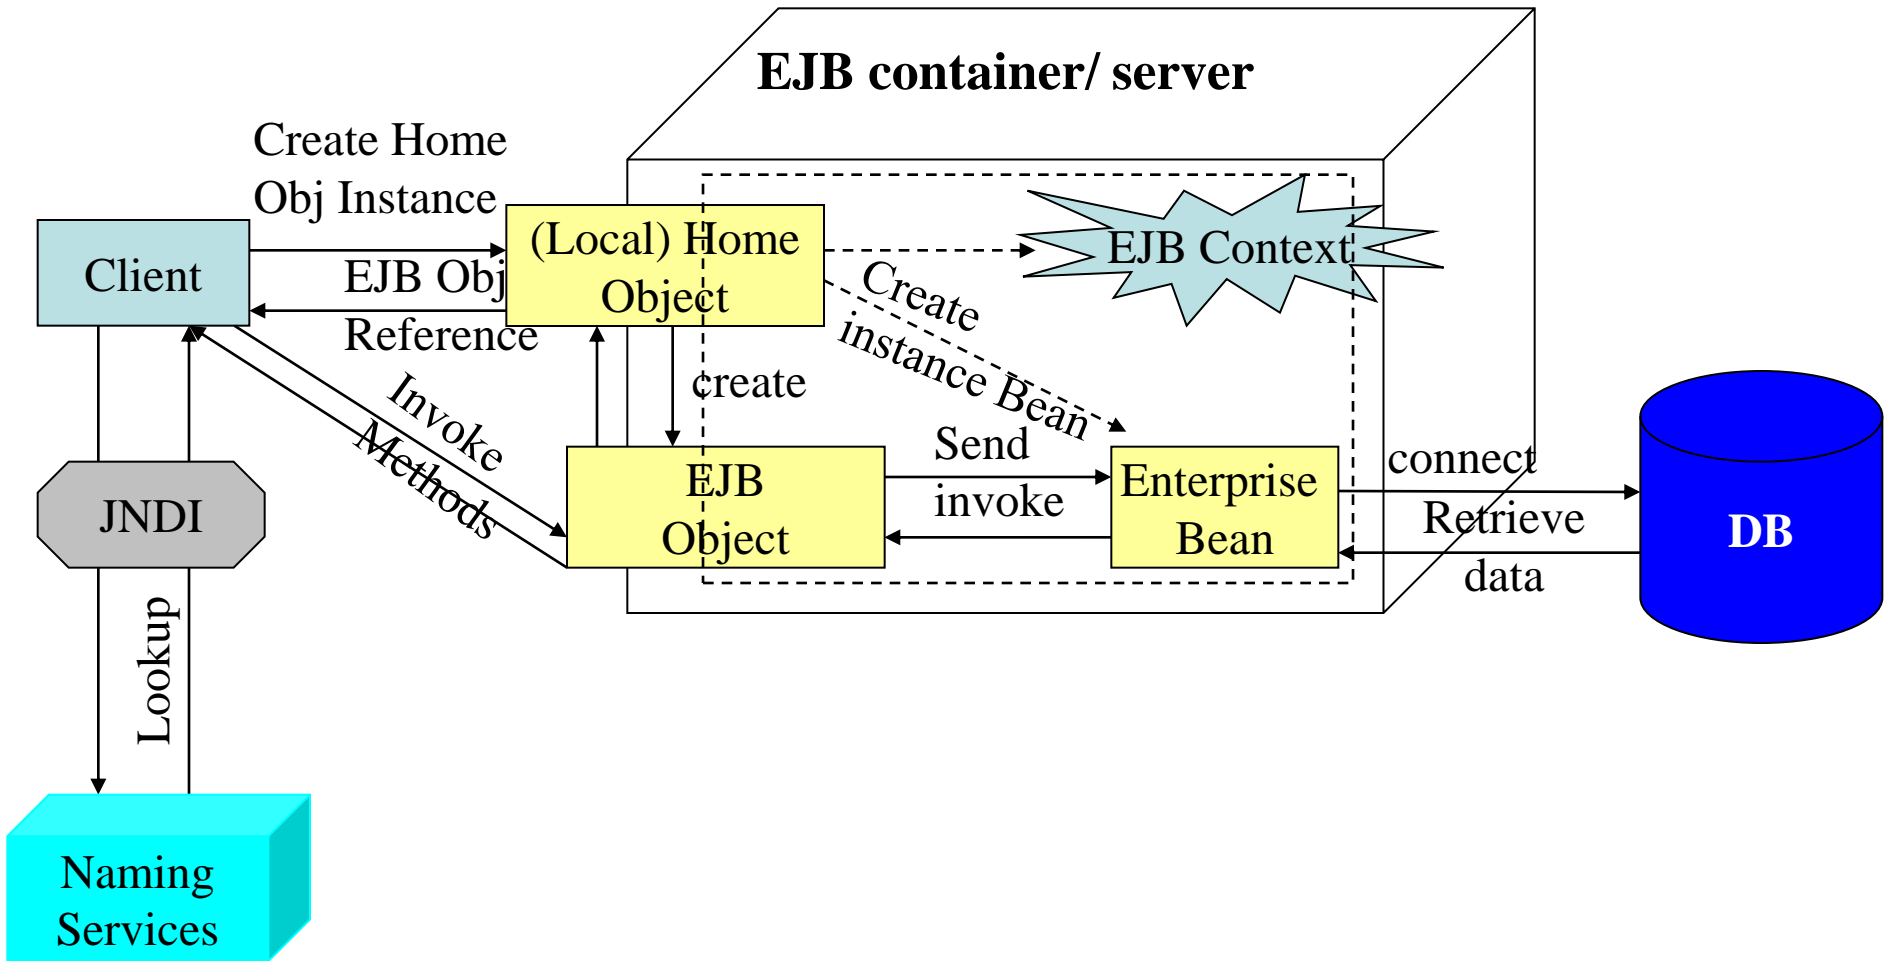 EJB container/ server
Create Home
Obj Instance
Client
(Local) Home
Object
EJB Obj
Reference
EJB Context
Create
instance Bean
create
Invoke
Methods
JNDI
EJB
Object
Send
invoke
Enterprise
Bean
connect
Retrieve
data
DB
Lookup
Naming
Services